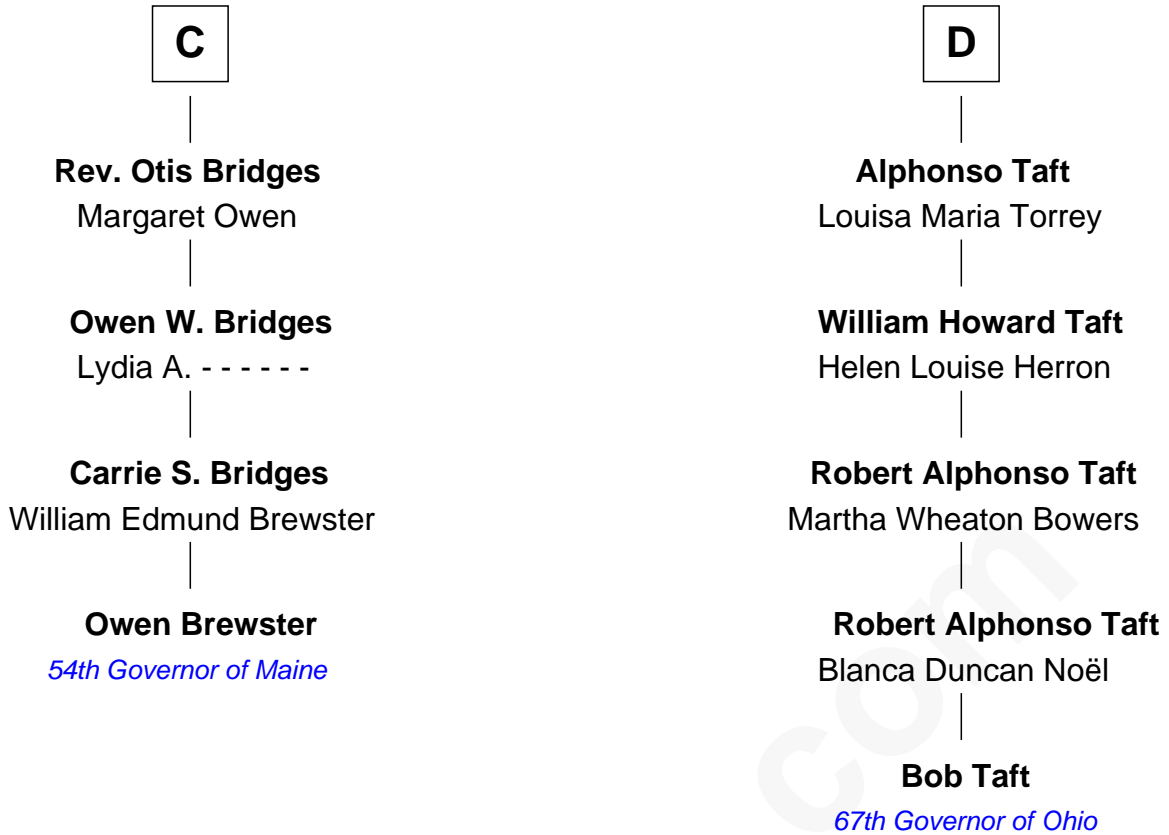 C
Rev. Otis Bridges
Margaret Owen
Owen W. Bridges
Lydia A. - - - - - -
Carrie S. Bridges
William Edmund Brewster
Owen Brewster
54th Governor of Maine
D
Alphonso Taft
Louisa Maria Torrey
William Howard Taft
Helen Louise Herron
Robert Alphonso Taft
Martha Wheaton Bowers
Robert Alphonso Taft
Blanca Duncan Noël
Bob Taft
67th Governor of Ohio
com